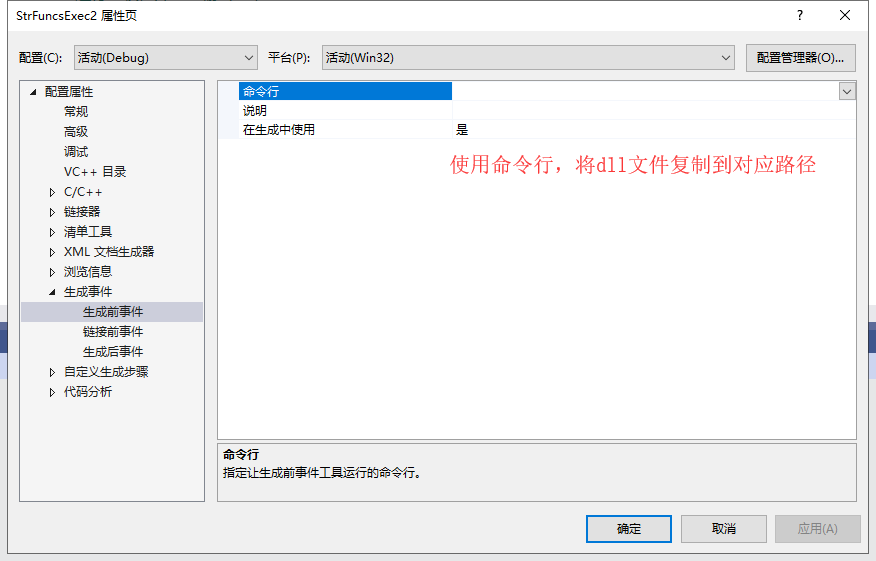 StrFuncsExec2 属性页
配置(C): 活动(Debug) 平台(P): 活动(Win32) 配置管理器(O)...
配置属性
常规
高级
调试
VC++ 目录
C/C++
链接器
清单工具
XML 文档生成器
浏览信息
生成事件
生成前事件
链接前事件
生成后事件
自定义生成步骤
代码分析
命令行
说明
在生成中使用 是
使用命令行，将dll文件复制到对应路径
命令行
指定让生成前事件工具运行的命令行。
确定 取消 应用(A)